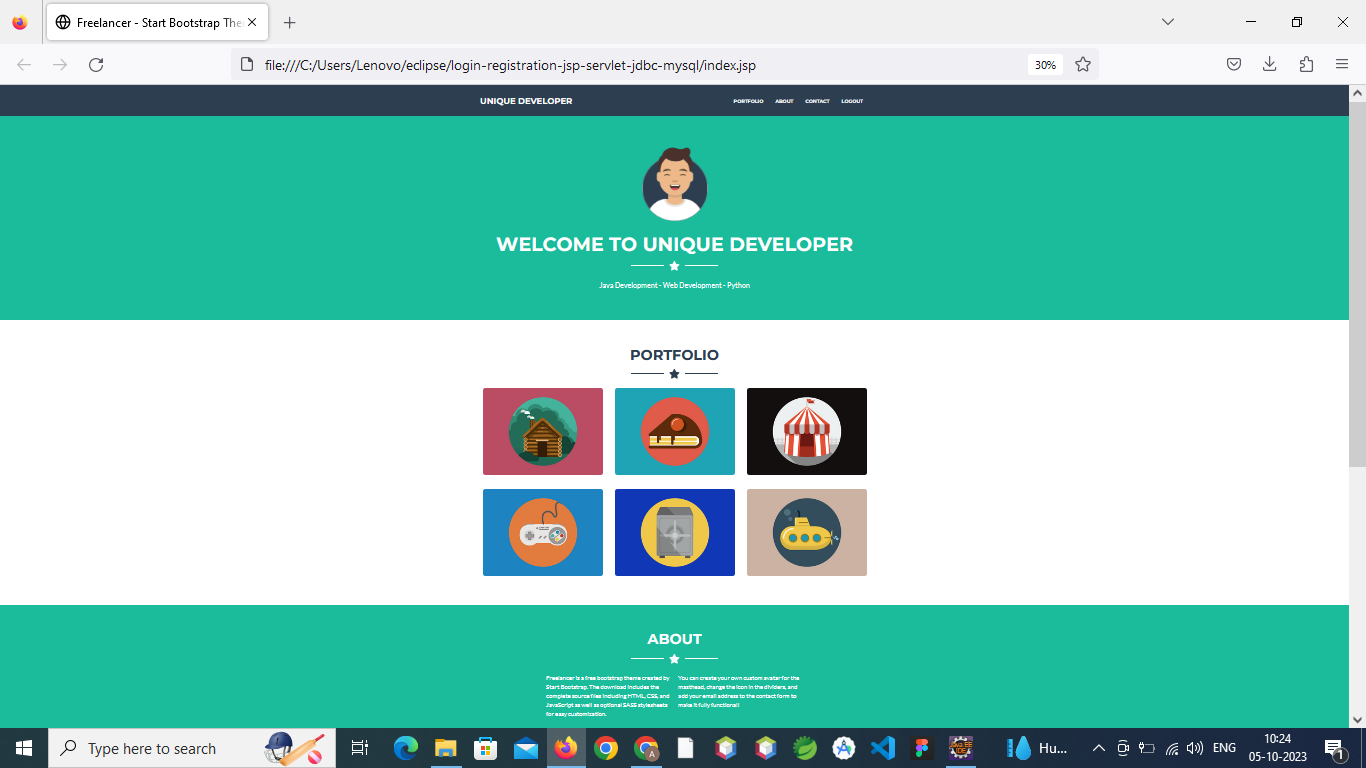 Freelancer - Start Bootstrap The
file:///C:/Users/Lenovo/eclipse/login-registration-jsp-servlet-jdbc-mysql/index.jsp
30%
UNIQUE DEVELOPER
PORTFOLIO ABOUT CONTACT LOGOUT
WELCOME TO UNIQUE DEVELOPER
Java Development - Web Development - Python
PORTFOLIO
ABOUT
Freelancer is a free bootstrap theme created by
Start Bootstrap. The download includes the
complete source files including HTML, CSS, and
JavaScript as well as optional SASS stylesheets
for easy customization.
You can create your own custom avatar for the
masthead, change the icon in the dividers, and
add your email address to the contact form to
make it fully functional!
Type here to search
A
Java EE
IDE
Hu...
ENG
10:24
05-10-2023
1